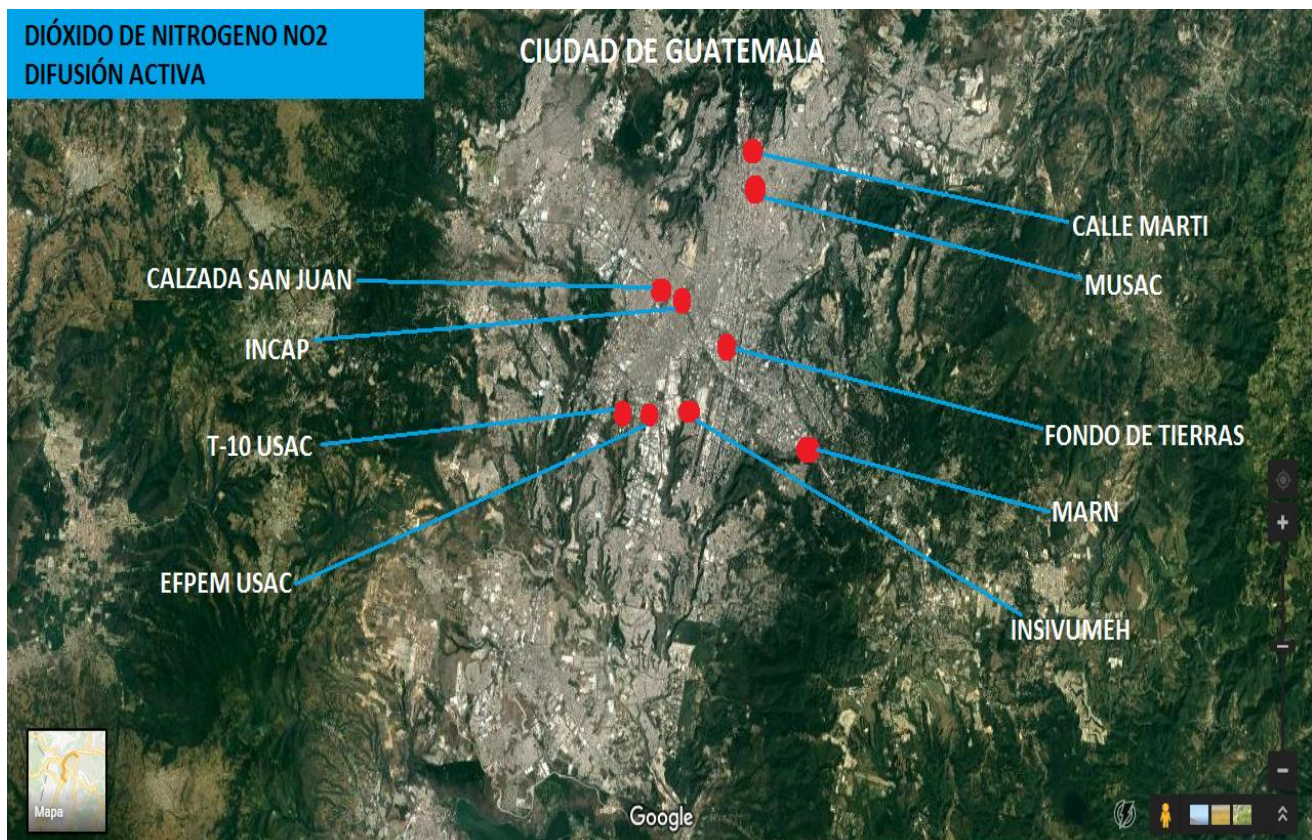 DIÓXIDO DE NITROGENO NO2
DIFUSIÓN ACTIVA
CIUDAD DE GUATEMALA
CALLE MARTI
MUSAC
CALZADA SAN JUAN
INCAP
FONDO DE TIERRAS
T-10 USAC
MARN
EFPEM USAC
INSIVUMEH
Mapa
Google